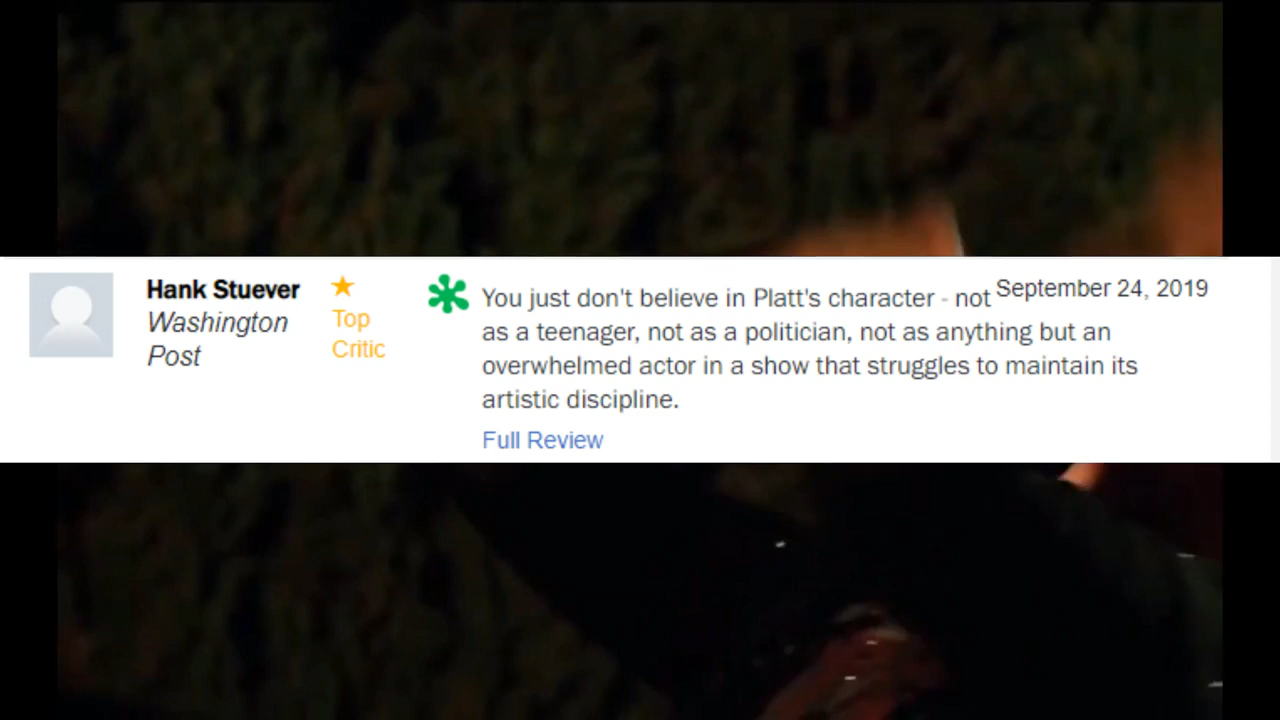 Hank Stuever
Washington
Post
Top
Critic
You just don't believe in Platt's character - not
as a teenager, not as a politician, not as anything but an
overwhelmed actor in a show that struggles to maintain its
artistic discipline.
Full Review
September 24, 2019